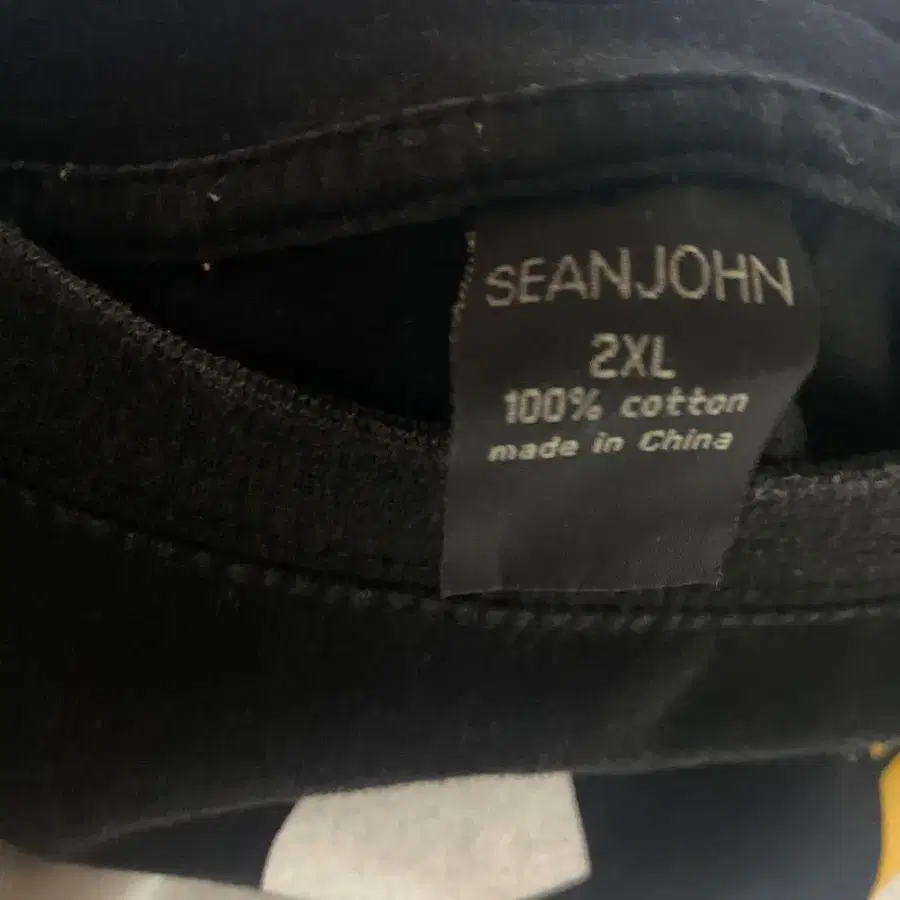 SEANJOHN
2XL
100% cotton
made in China